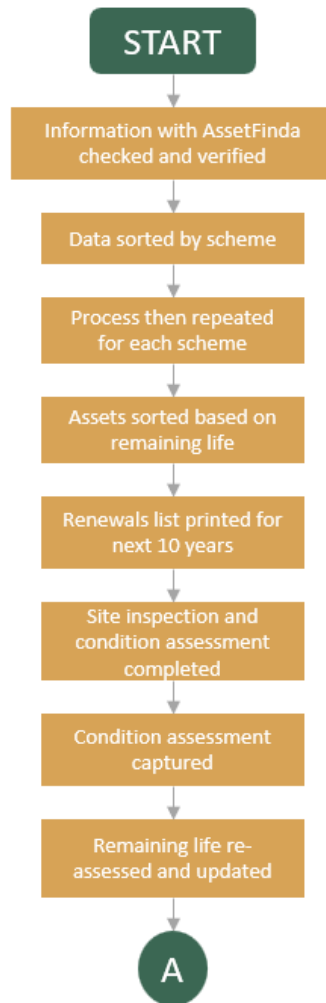 START
Information with AssetFinda
checked and verified
Data sorted by scheme
Process then repeated
for each scheme
Assets sorted based on
remaining life
Renewals list printed for
next 10 years
Site inspection and
condition assessment
completed
Condition assessment
captured
Remaining life re-
assessed and updated
A